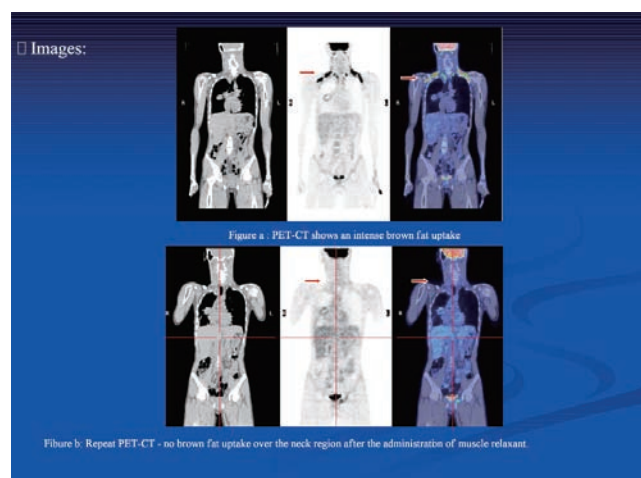 ▯ Images:
Figure a : PET-CT shows an intense brown fat uptake
Fibure b: Repeat PET-CT - no brown fat uptake over the neck region after the administration of muscle relaxant.